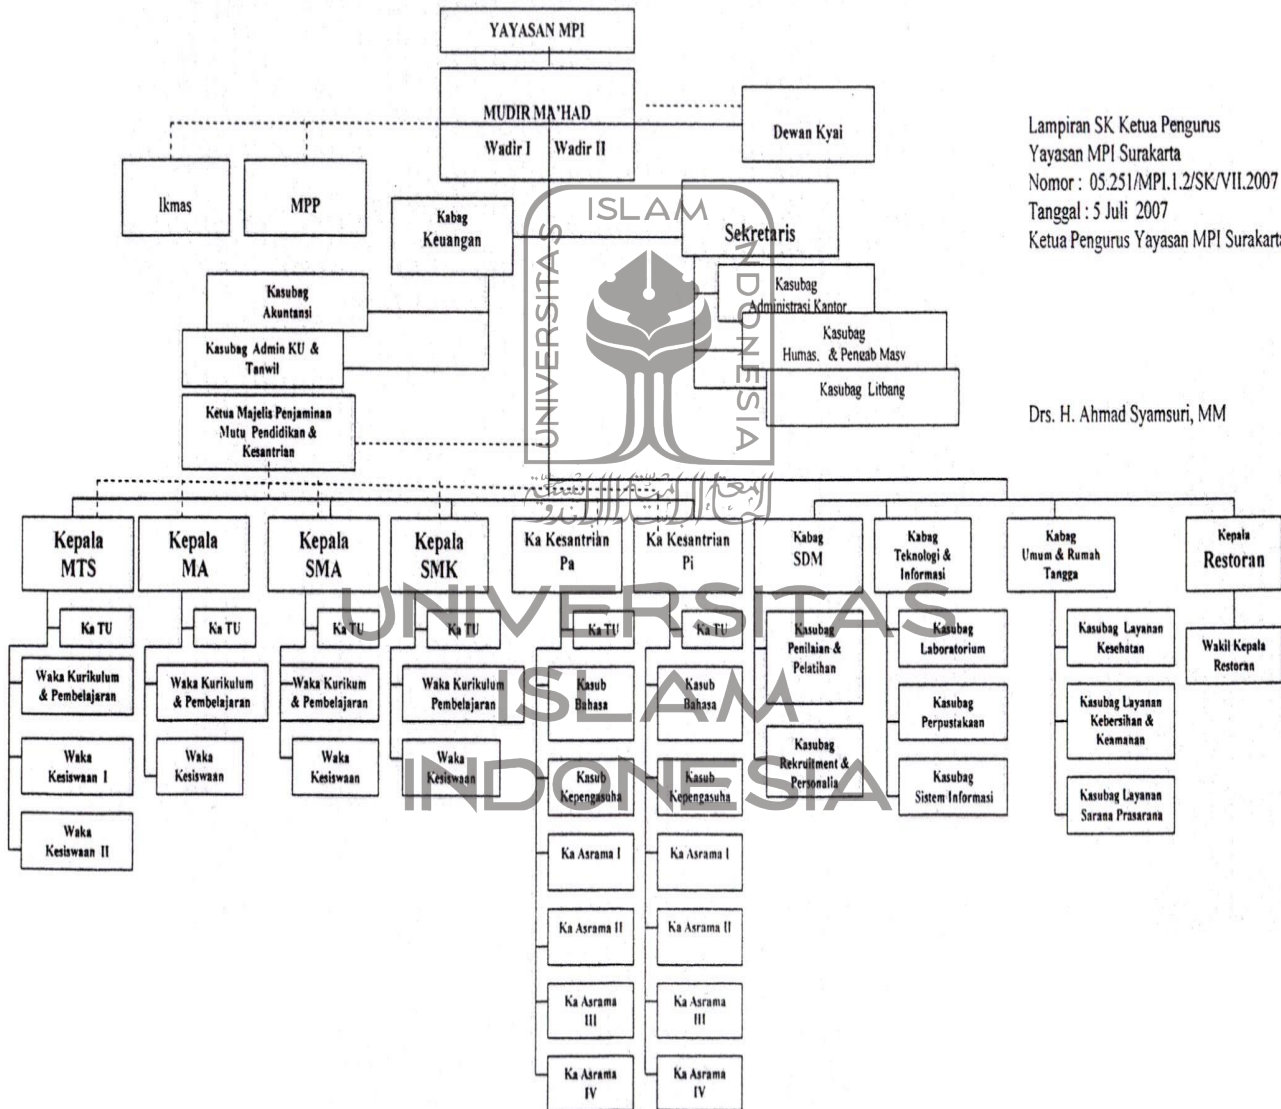 YAYASAN MPI
MUDIR MA'HAD
Wadir I
Wadir II
Dewan Kyai
Lampiran SK Ketua Pengurus
Yayasan MPI Surakarta
Nomor : 05.251/MPI.1.2/SK/VII.2007
Tanggal : 5 Juli 2007
Ketua Pengurus Yayasan MPI Surakarta
Ikmas
MPP
Kabag
Keuangan
Sekretaris
Kasubag
Akuntansi
Kasubag Admin KU &
Tanwil
Kasubag
Administrasi Kantor
Kasubag
Humas. & Pengab Masy
Kasubag Litbang
Drs. H. Ahmad Syamsuri, MM
Ketua Majelis Penjaminan
Mutu Pendidikan &
Kesantrian
ISLAM
UNIVERSITAS
INDONESIA
Kepala
MTS
Kepala
MA
Kepala
SMA
Kepala
SMK
Ka Kesantrian
Pa
Ka Kesantrian
Pi
Kabag
SDM
Kabag
Teknologi &
Informasi
Kabag
Umum & Rumah
Tangga
Kepala
Restoran
Ka TU
Waka Kurikulum
& Pembelajaran
Waka
Kesiswaan I
Waka
Kesiswaan II
Ka TU
Waka Kurikulum
& Pembelajaran
Waka
Kesiswaan
Ka TU
Waka Kurikum
& Pembelajaran
Waka
Kesiswaan
Ka TU
Waka Kurikulum
Pembelajaran
Waka
Kesiswaan
Ka TU
Kasub
Bahasa
Kasub
Kepengasuha
Ka Asrama I
Ka Asrama II
Ka Asrama
III
Ka Asrama
IV
Ka TU
Kasub
Bahasa
Kasub
Kepengasuha
Ka Asrama I
Ka Asrama II
Ka Asrama
III
Ka Asrama
IV
Kasubag
Penilaian &
Pelatihan
Kasubag
Rekruitment &
Personalia
Kasubag
Laboratorium
Kasubag
Perpustakaan
Kasubag
Sistem Informasi
Kasubag Layanan
Kesehatan
Kasubag Layanan
Kebersihan &
Keamanan
Kasubag Layanan
Sarana Prasarana
Wakil Kepala
Restoran
UNIVERSITAS
ISLAM
INDONESIA